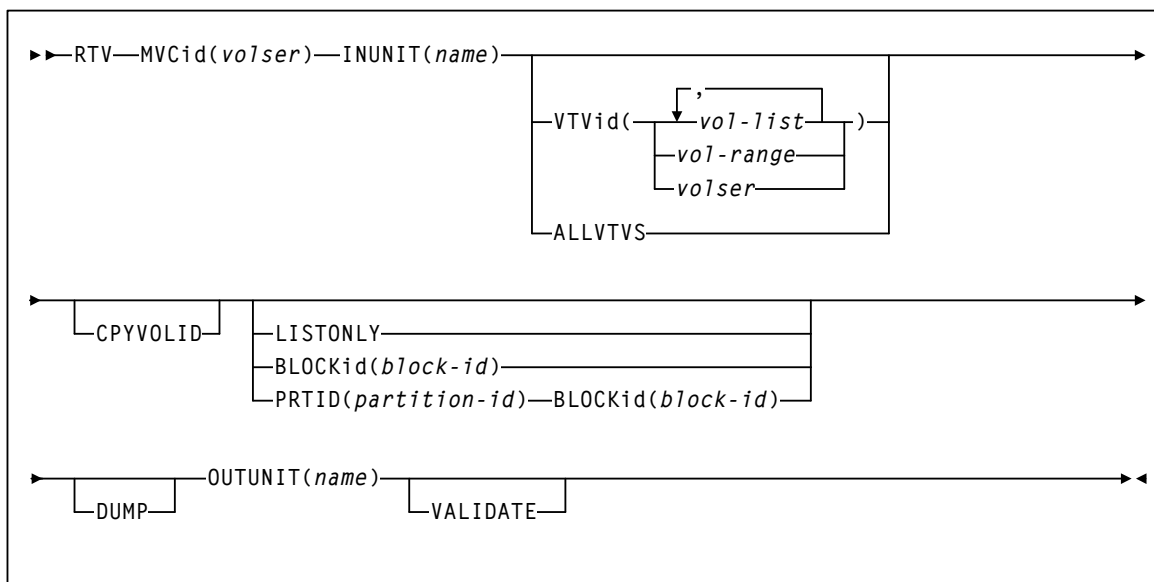 RTV MVCid(volser) INUNIT(name)
,
VTVid( vol-list )
vol-range
volser
ALLVTVS
CPYVOLID LISTONLY
BLOCKid(block-id)
PRTID(partition-id) BLOCKid(block-id)
DUMP OUTUNIT(name) VALIDATE